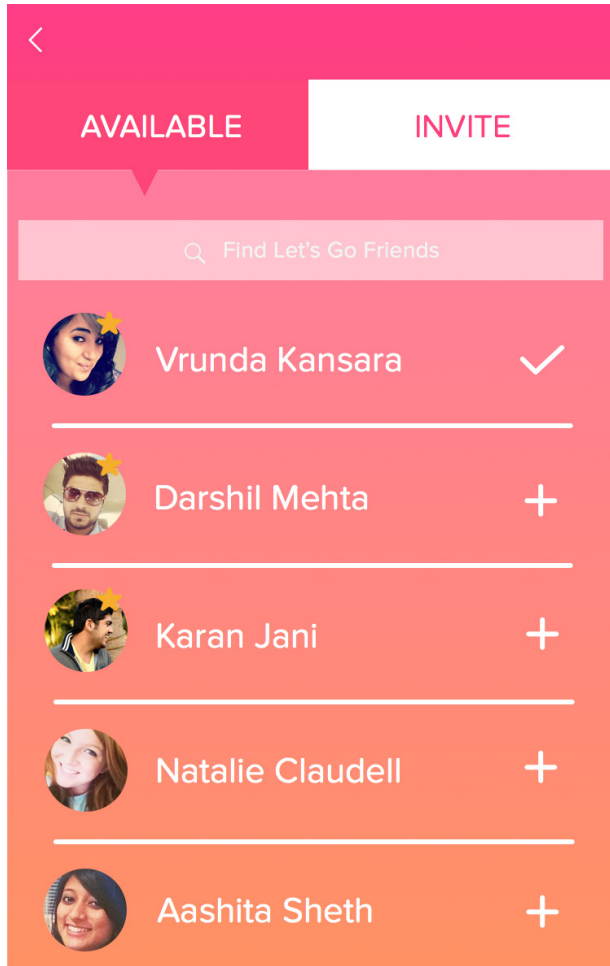 AVAILABLE INVITE
Find Let's Go Friends
Vrunda Kansara
Darshil Mehta
Karan Jani
Natalie Claudell
Aashita Sheth